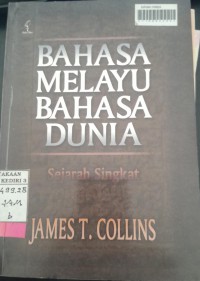 BAHASA
MELAYU
BAHASA
DUNIA
Sejarah Singkat
JAMES T. COLLINS
b